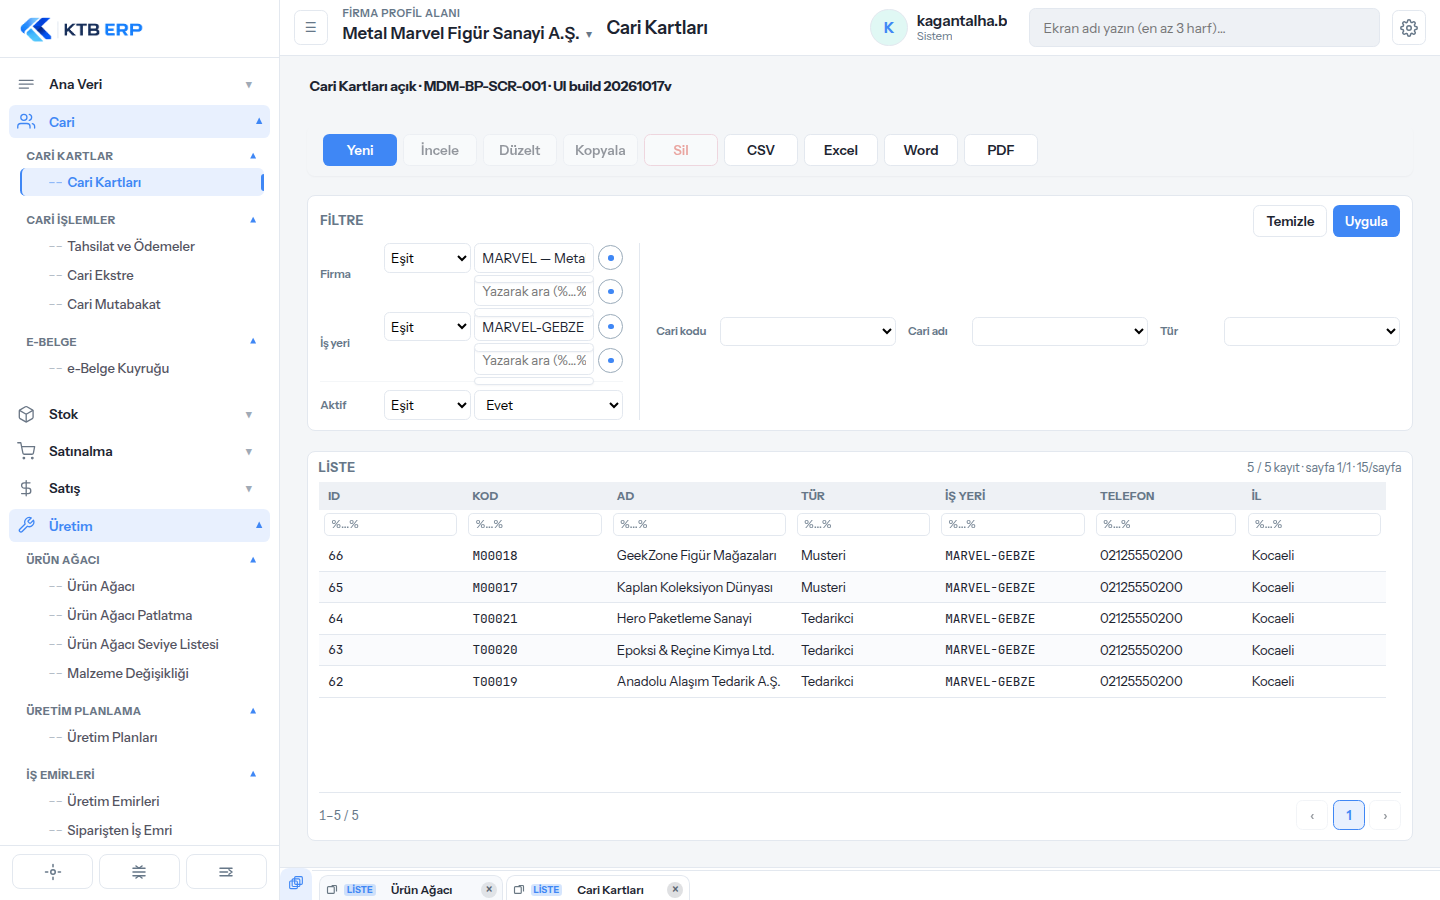 KTB ERP
Ana Veri
Cari
CARİ KARTLAR
Cari Kartları
CARİ İŞLEMLER
Tahsilat ve Ödemeler
Cari Ekstre
Cari Mutabakat
E-BELGE
e-Belge Kuyruğu
Stok
Satınalma
Satış
Üretim
ÜRÜN AĞACI
Ürün Ağacı
Ürün Ağacı Patlatma
Ürün Ağacı Seviye Listesi
Malzeme Değişikliği
ÜRETİM PLANLAMA
Üretim Planları
İŞ EMİRLERİ
Üretim Emirleri
Siparişten İş Emri
FİRMA PROFİL ALANI
Metal Marvel Figür Sanayi A.Ş. ▾ Cari Kartları
K kagantalha.b
Sistem
Ekran adı yazın (en az 3 harf)...
Cari Kartları açık · MDM-BP-SCR-001 · UI build 20261017v
Yeni İncele Düzelt Kopyala Sil CSV Excel Word PDF
FİLTRE Temizle Uygula
Firma Eşit MARVEL — Meta
Yazarak ara (%...%
İş yeri Eşit MARVEL-GEBZE
Yazarak ara (%...%
Aktif Eşit Evet
Cari kodu Cari adı Tür
LİSTE 5 / 5 kayıt · sayfa 1/1 · 15/sayfa
ID KOD AD TÜR İŞ YERİ TELEFON İL
%...% %...% %...% %...% %...% %...% %...%
66 M00018 GeekZone Figür Mağazaları Musteri MARVEL-GEBZE 02125550200 Kocaeli
65 M00017 Kaplan Koleksiyon Dünyası Musteri MARVEL-GEBZE 02125550200 Kocaeli
64 T00021 Hero Paketleme Sanayi Tedarikci MARVEL-GEBZE 02125550200 Kocaeli
63 T00020 Epoksi & Reçine Kimya Ltd. Tedarikci MARVEL-GEBZE 02125550200 Kocaeli
62 T00019 Anadolu Alaşım Tedarik A.Ş. Tedarikci MARVEL-GEBZE 02125550200 Kocaeli
1–5 / 5 ‹ 1 ›
LİSTE Ürün Ağacı × LİSTE Cari Kartları ×